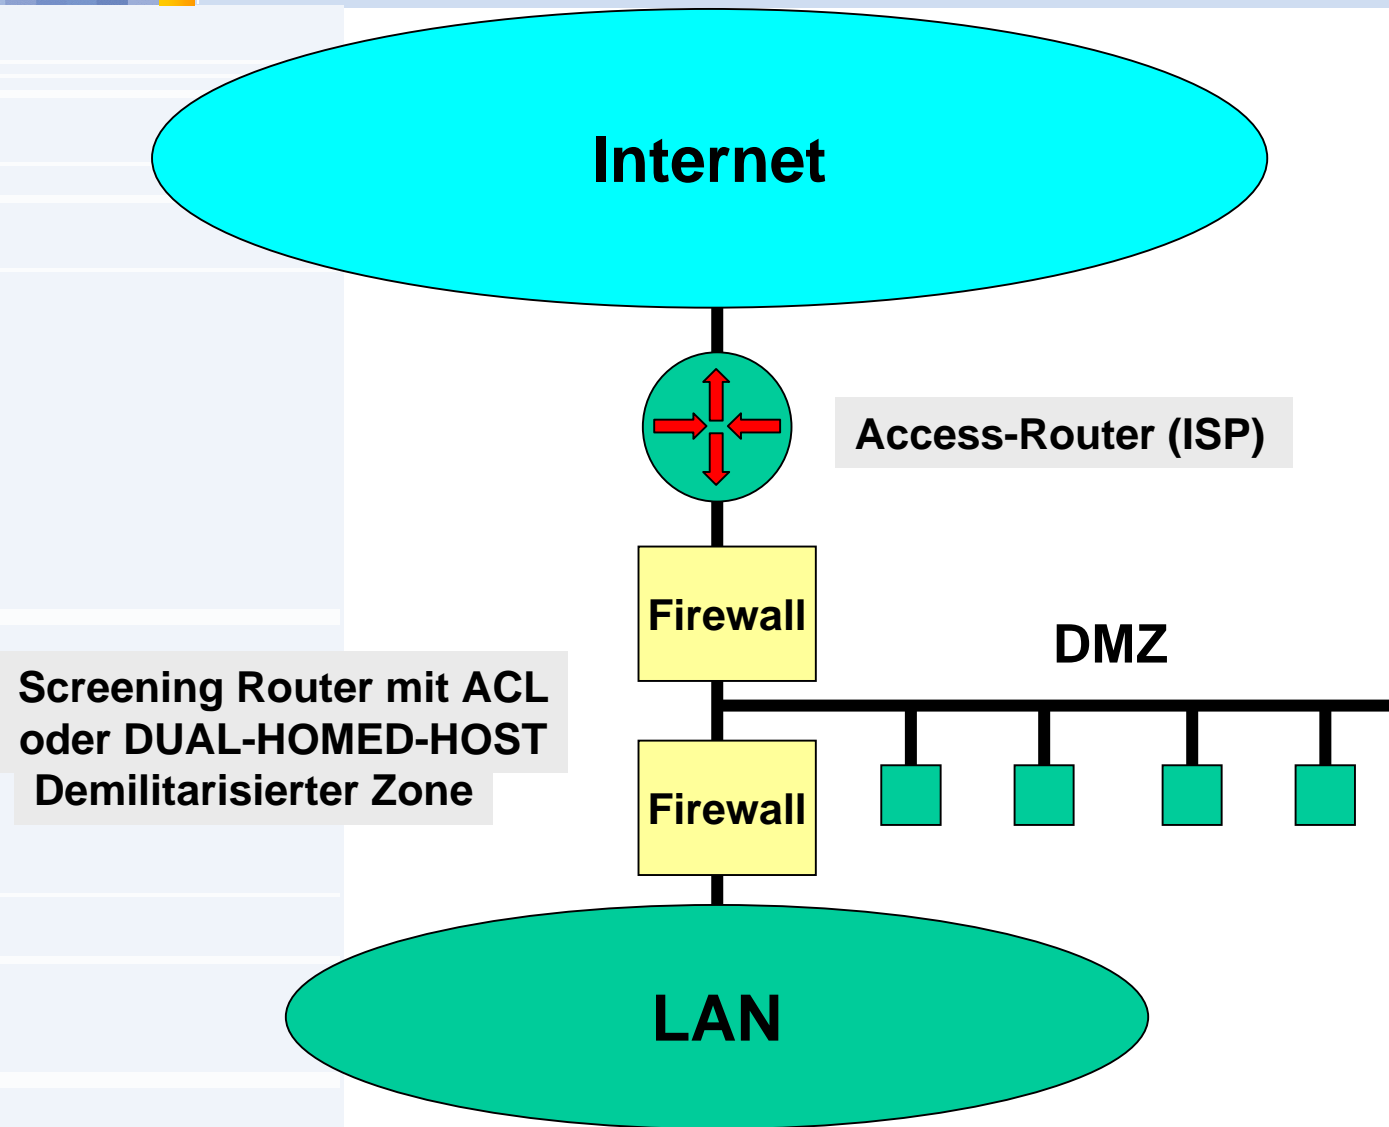 Internet
Access-Router (ISP)
Firewall
DMZ
Screening Router mit ACL
oder DUAL-HOMED-HOST
Demilitarisierter Zone
Firewall
LAN